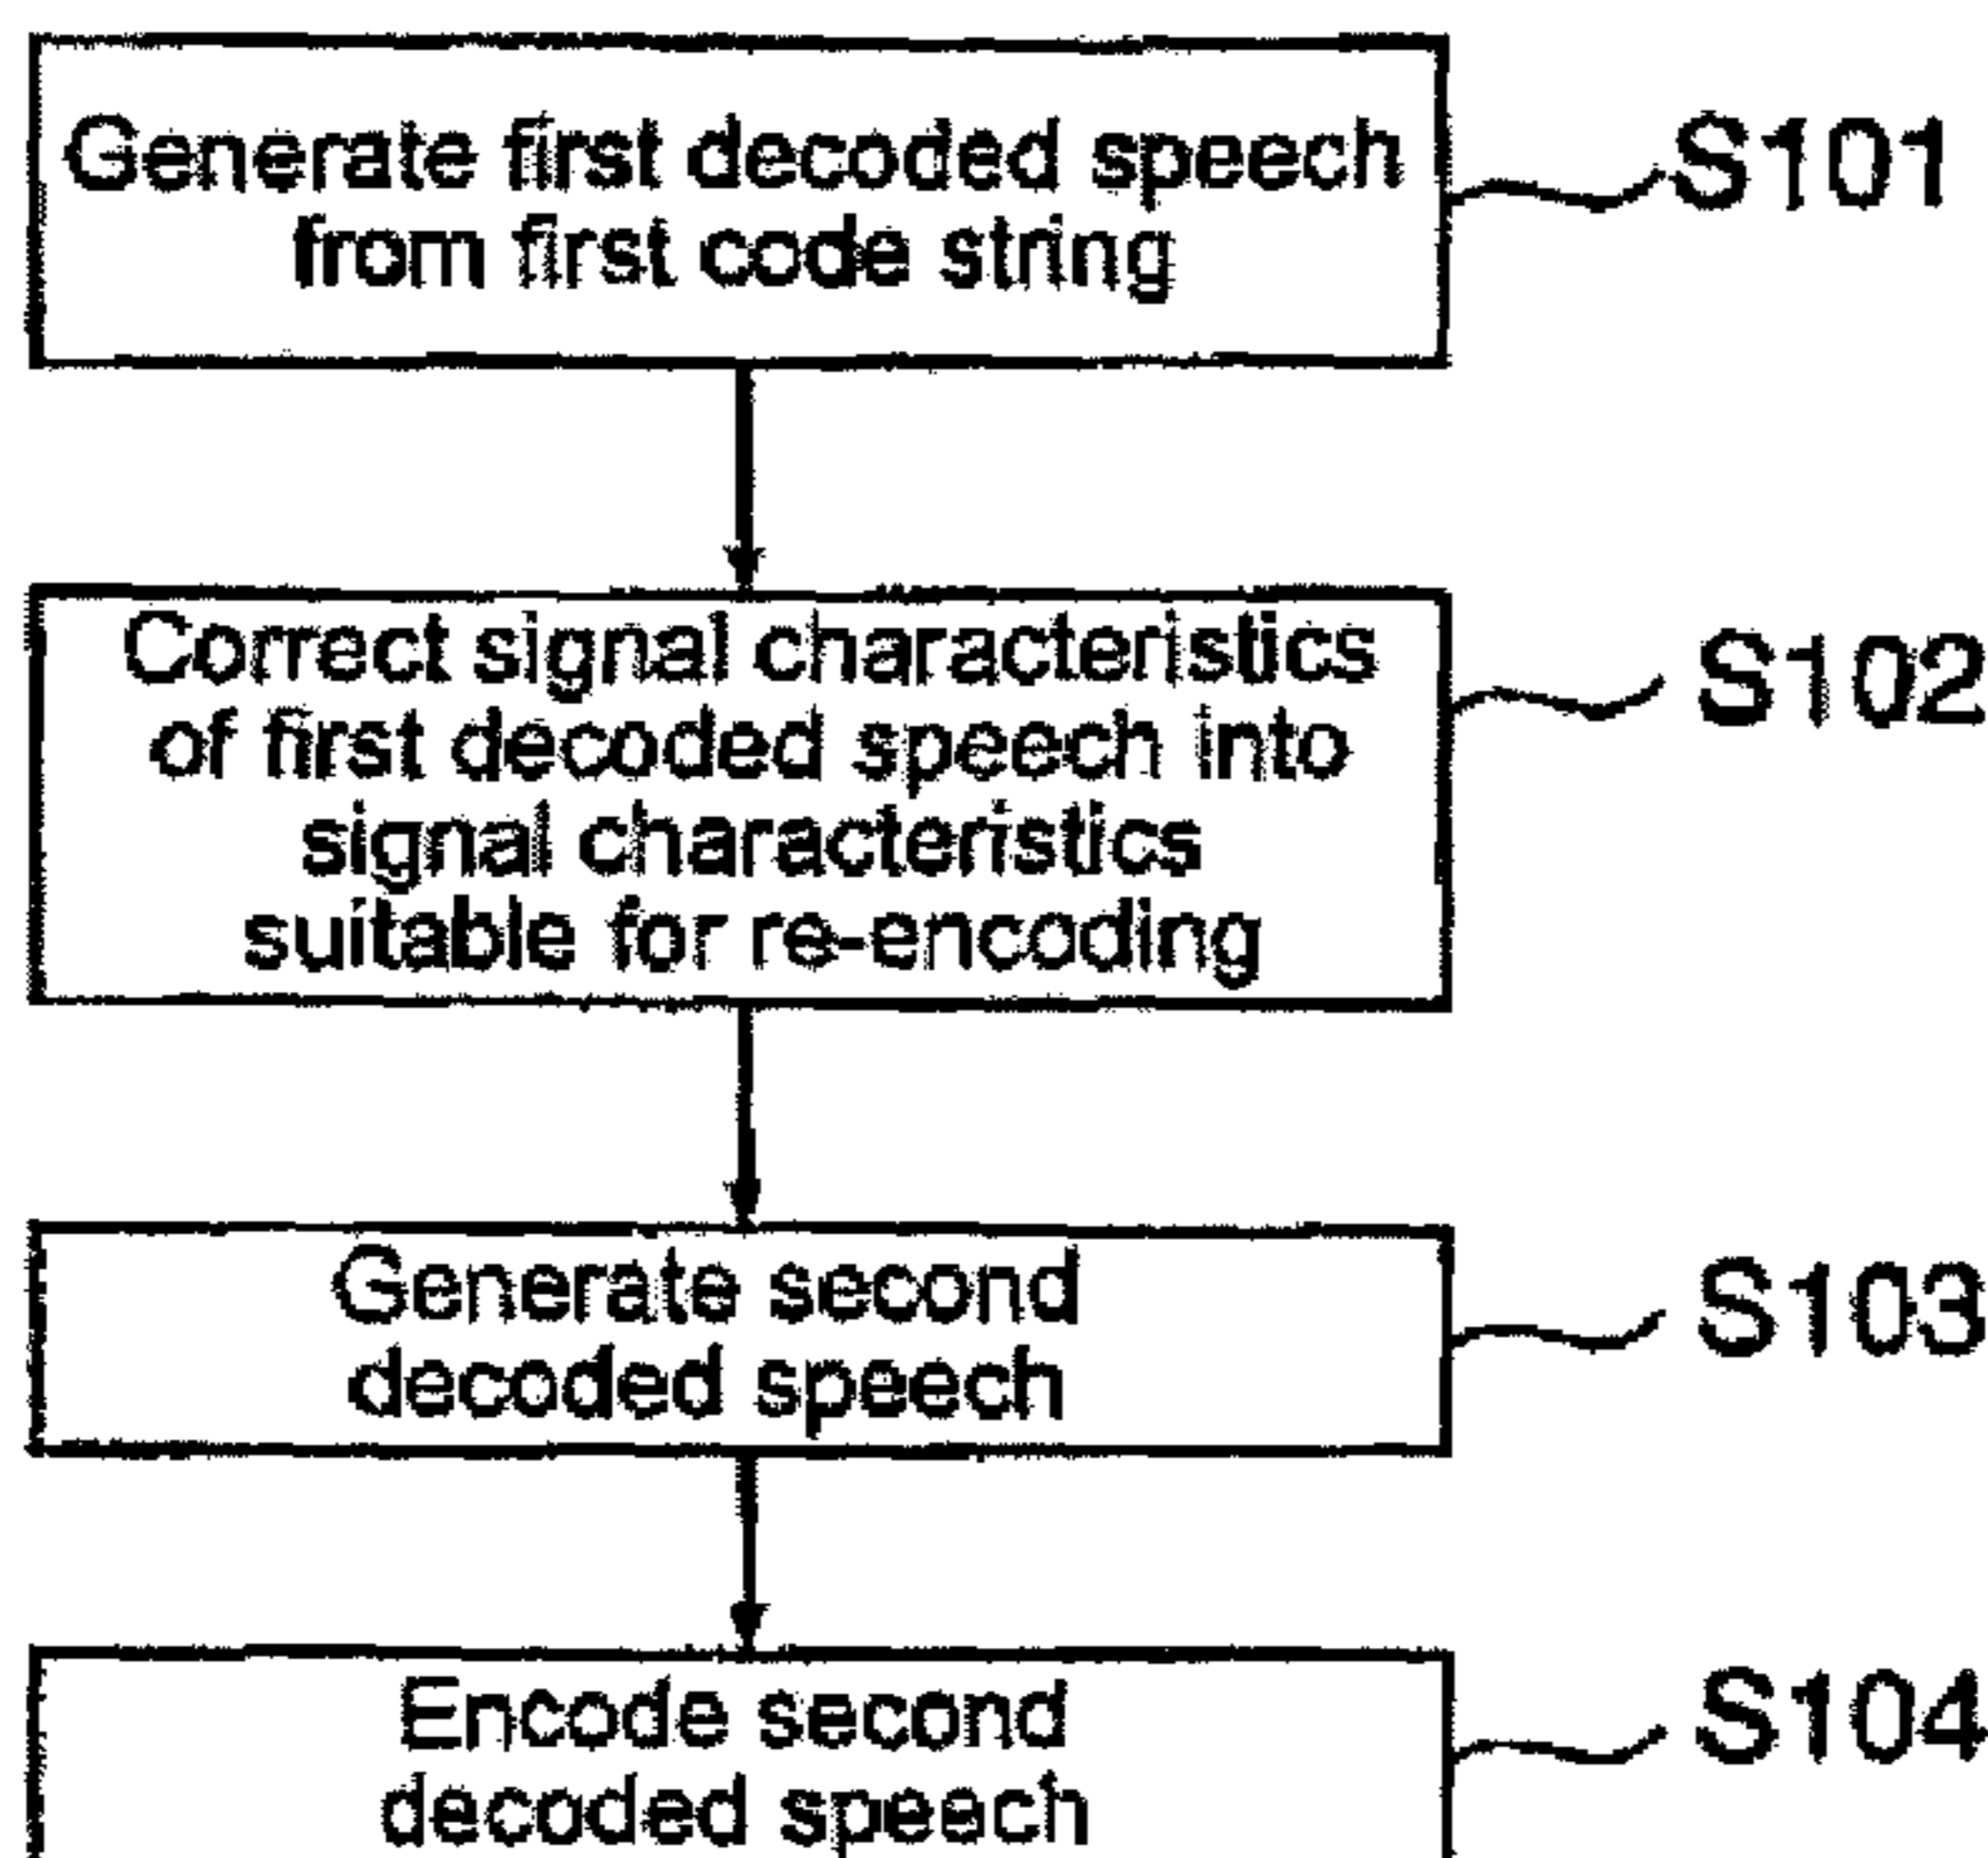 Generate first decoded speech
from first code string
S101
Correct signal characteristics
of first decoded speech into
signal characteristics
suitable for re-encoding
S102
Generate second
decoded speech
S103
Encode second
decoded speech
S104